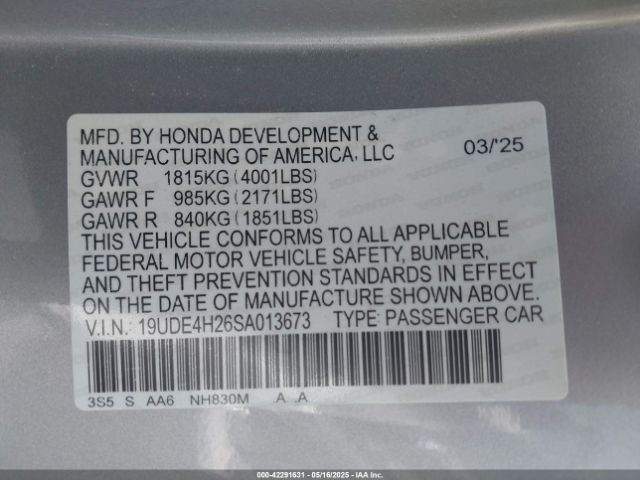 MFD. BY HONDA DEVELOPMENT &
MANUFACTURING OF AMERICA, LLC 03/'25
GVWR 1815KG (4001LBS)
GAWR F 985KG (2171LBS)
GAWR R 840KG (1851LBS)
THIS VEHICLE CONFORMS TO ALL APPLICABLE
FEDERAL MOTOR VEHICLE SAFETY, BUMPER,
AND THEFT PREVENTION STANDARDS IN EFFECT
ON THE DATE OF MANUFACTURE SHOWN ABOVE.
V.I.N.: 19UDE4H26SA013673 TYPE: PASSENGER CAR
3S5 S AA6 NH830M .A .A
000-42291631 - 05/16/2025 - IAA Inc.